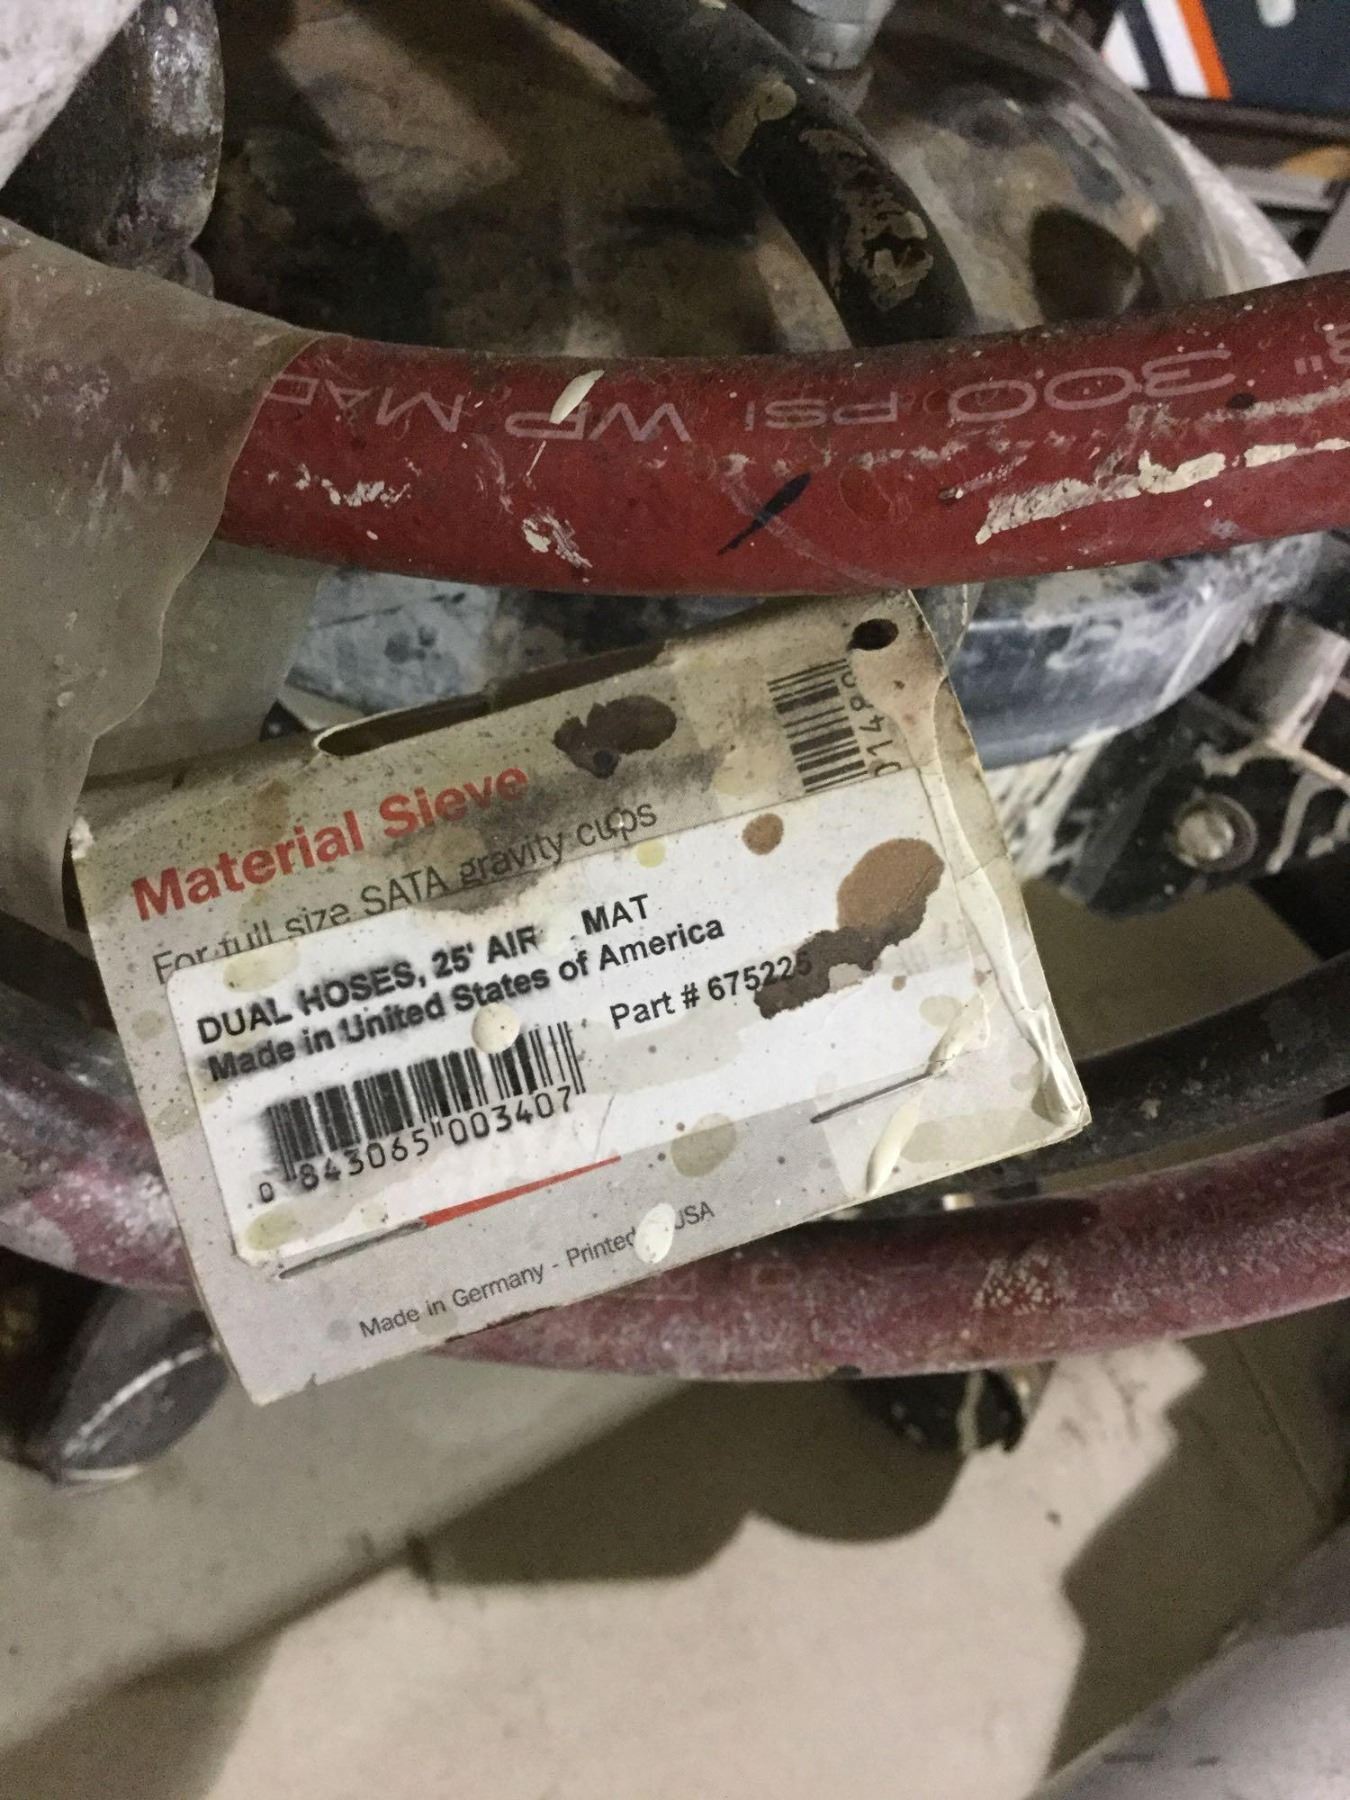 300 PSI WP MAD
Material Sieve
For full size SATA gravity cups
DUAL HOSES, 25' AIR MAT
Made in United States of America
Part # 675225
0 843065 003407
Made in Germany - Printed USA